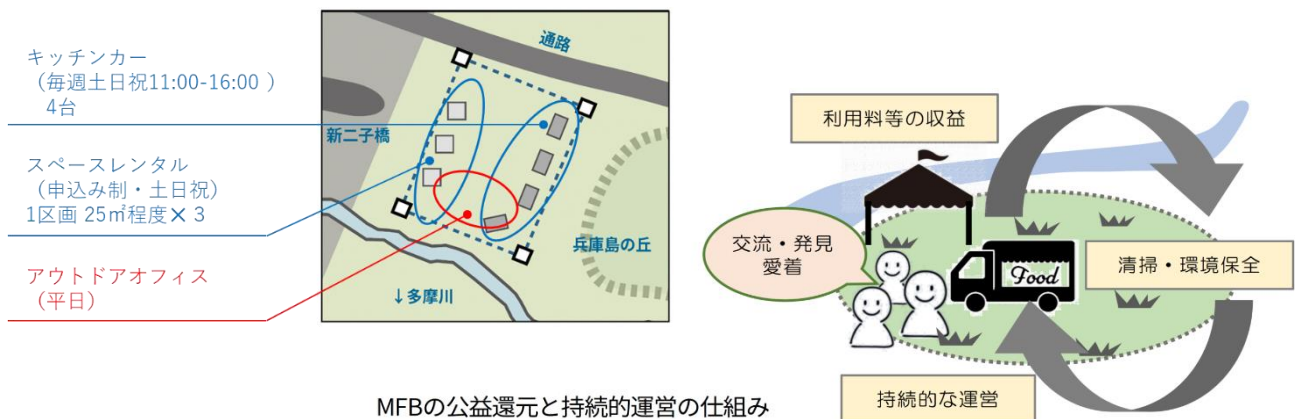 キッチンカー
（毎週土日祝11:00-16:00 ）
4台
スペースレンタル
（申込み制・土日祝）
1区画 25㎡程度✕３
アウトドアオフィス
（平日）
通路
新二子橋
兵庫島の丘
↓多摩川
利用料等の収益
交流・発見
愛着
Food
清掃・環境保全
持続的な運営
MFBの公益還元と持続的運営の仕組み